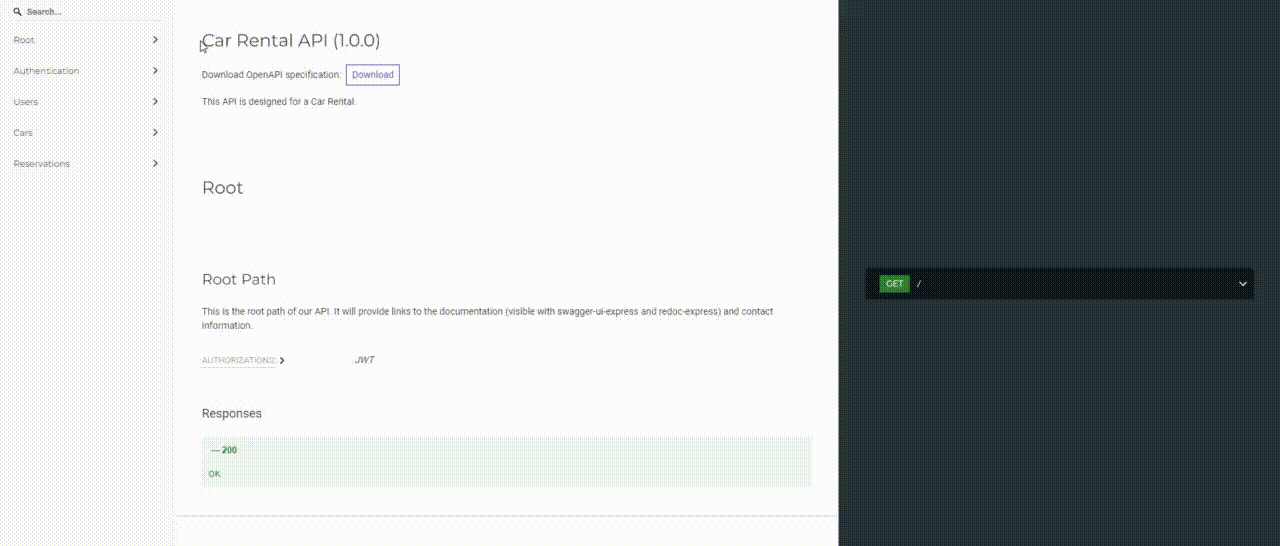 Search...
Root
Authentication
Users
Cars
Reservations
Car Rental API (1.0.0)
Download OpenAPI specification: Download
This API is designed for a Car Rental.
Root
Root Path
This is the root path of our API. It will provide links to the documentation (visible with swagger-ui-express and redoc-express) and contact
information.
AUTHORIZATIONS: JWT
Responses
— 200
OK
GET /